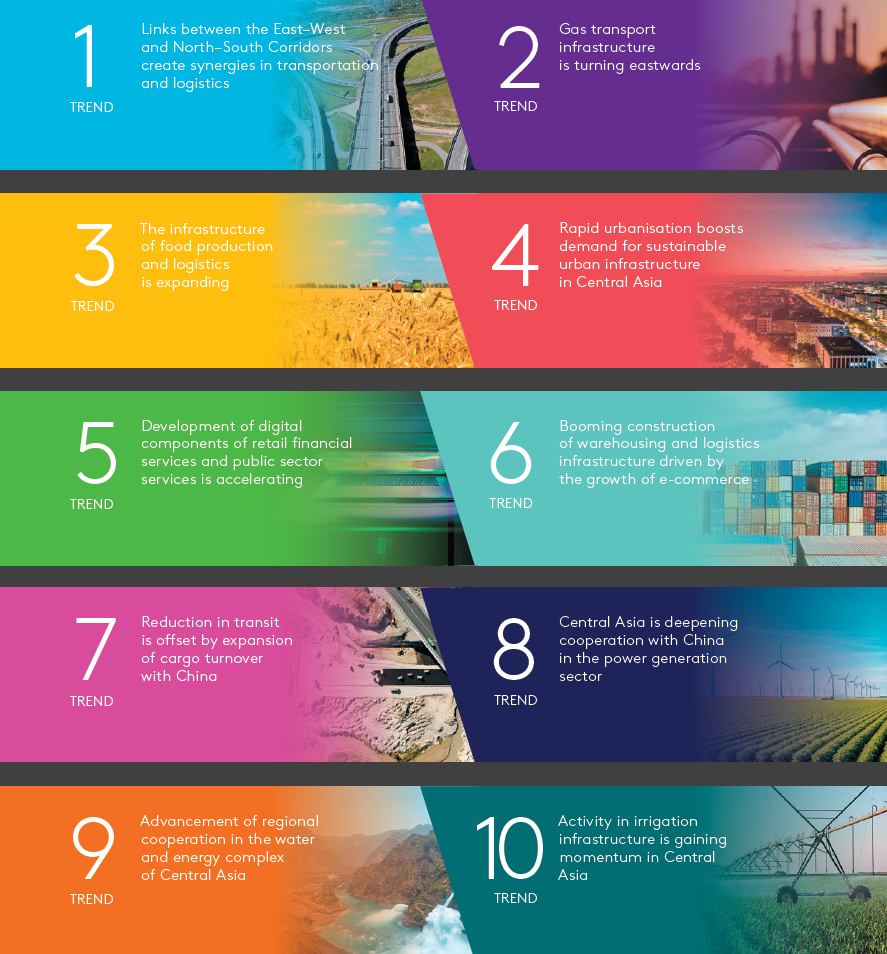 1
TREND
Links between the East–West
and North–South Corridors
create synergies in transportation
and logistics
2
TREND
Gas transport
infrastructure
is turning eastwards
3
TREND
The infrastructure
of food production
and logistics
is expanding
4
TREND
Rapid urbanisation boosts
demand for sustainable
urban infrastructure
in Central Asia
5
TREND
Development of digital
components of retail financial
services and public sector
services is accelerating
6
TREND
Booming construction
of warehousing and logistics
infrastructure driven by
the growth of e-commerce
7
TREND
Reduction in transit
is offset by expansion
of cargo turnover
with China
8
TREND
Central Asia is deepening
cooperation with China
in the power generation
sector
9
TREND
Advancement of regional
cooperation in the water
and energy complex
of Central Asia
10
TREND
Activity in irrigation
infrastructure is gaining
momentum in Central
Asia